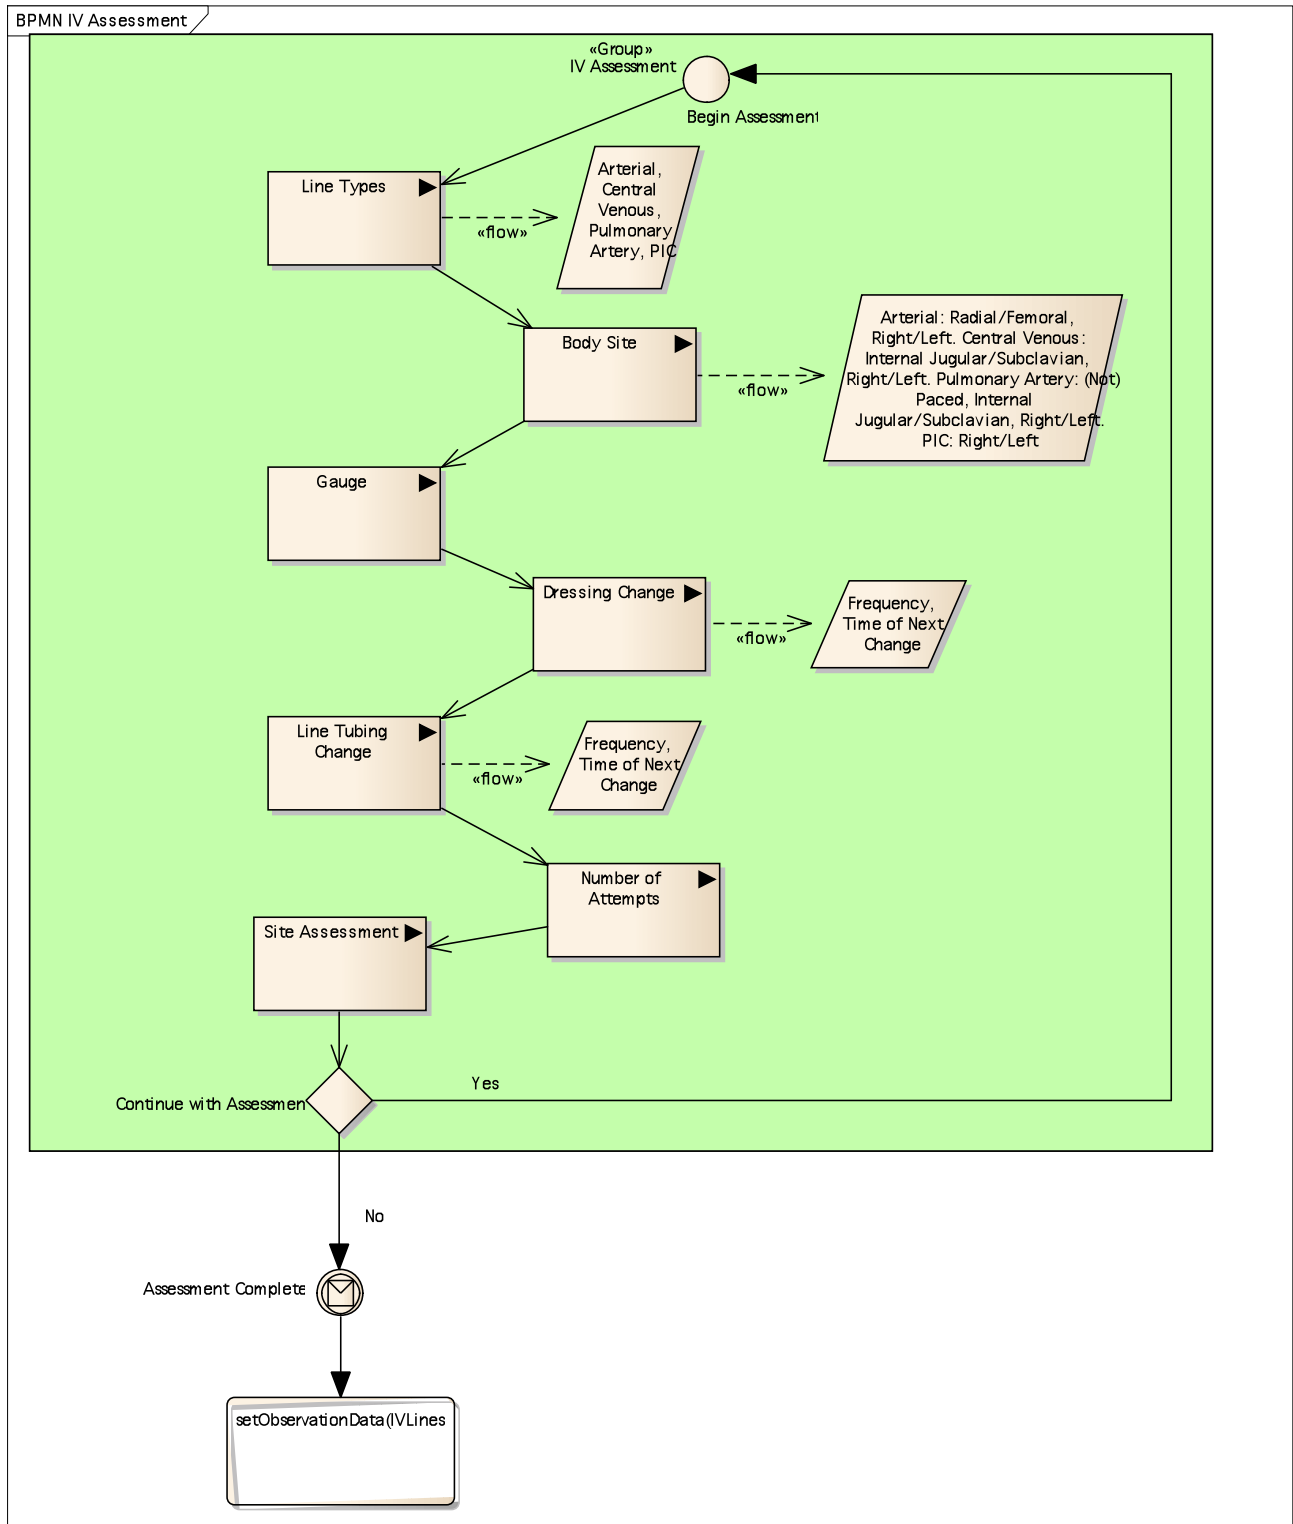 BPMN IV Assessment
«Group»
IV Assessment
Begin Assessment
Line Types
«flow»
Arterial,
Central
Venous,
Pulmonary
Artery, PIC
Body Site
«flow»
Arterial: Radial/Femoral,
Right/Left. Central Venous:
Internal Jugular/Subclavian,
Right/Left. Pulmonary Artery: (Not)
Paced, Internal
Jugular/Subclavian, Right/Left.
PIC: Right/Left
Gauge
Dressing Change
«flow»
Frequency,
Time of Next
Change
Line Tubing
Change
«flow»
Frequency,
Time of Next
Change
Number of
Attempts
Site Assessment
Continue with Assessmen
Yes
No
Assessment Complete
setObservationData(IVLines